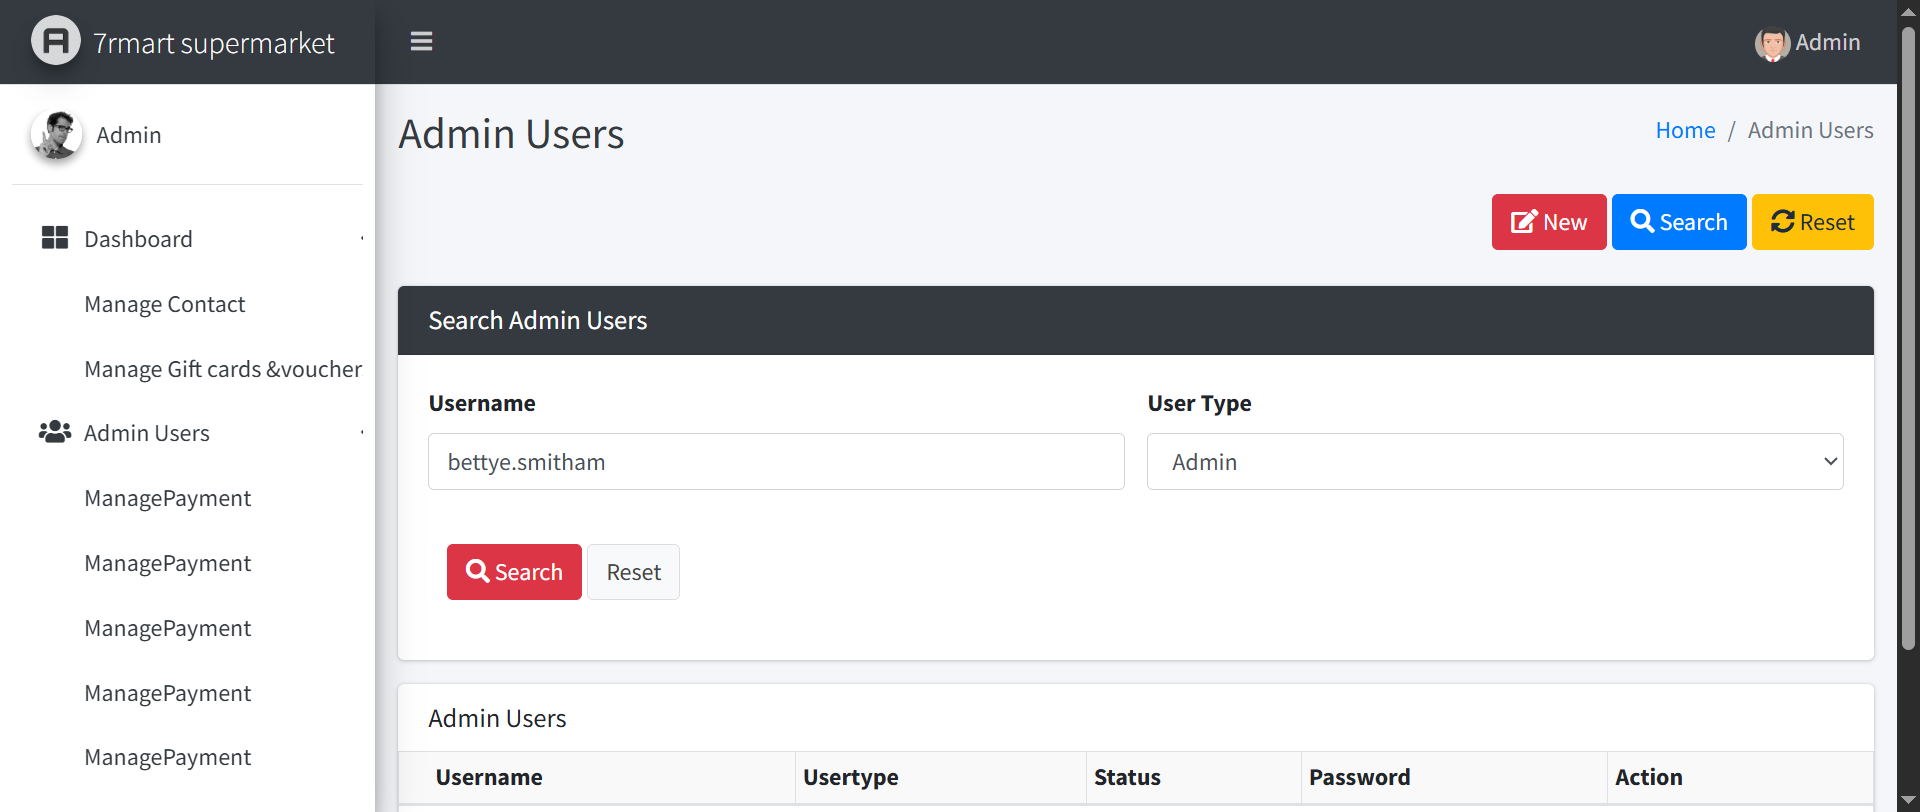 7rmart supermarket
Admin
Admin
Dashboard
Manage Contact
Manage Gift cards &voucher
Admin Users
ManagePayment
ManagePayment
ManagePayment
ManagePayment
ManagePayment
Admin Users
Home / Admin Users
New Search Reset
Search Admin Users
Username User Type
bettye.smitham Admin
Search Reset
Admin Users
Username Usertype Status Password Action